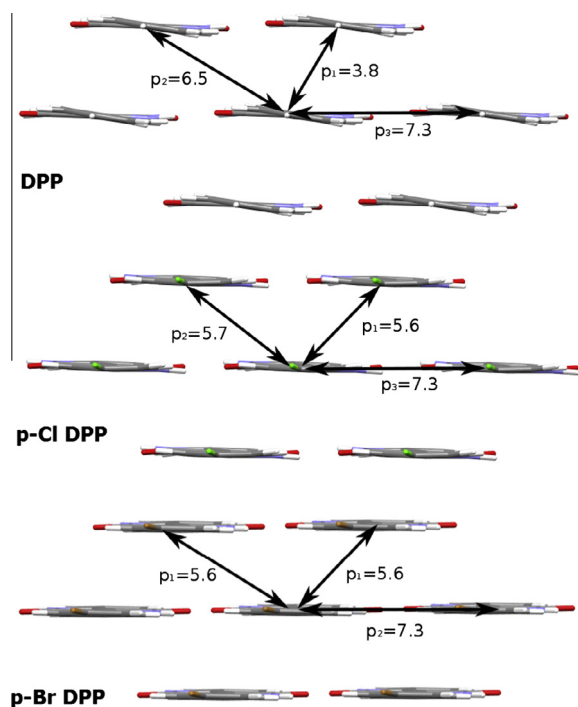 p₂=6.5
p₁=3.8
p₃=7.3
DPP
p₂=5.7
p₁=5.6
p₃=7.3
p-Cl DPP
p₁=5.6
p₁=5.6
p₂=7.3
p-Br DPP